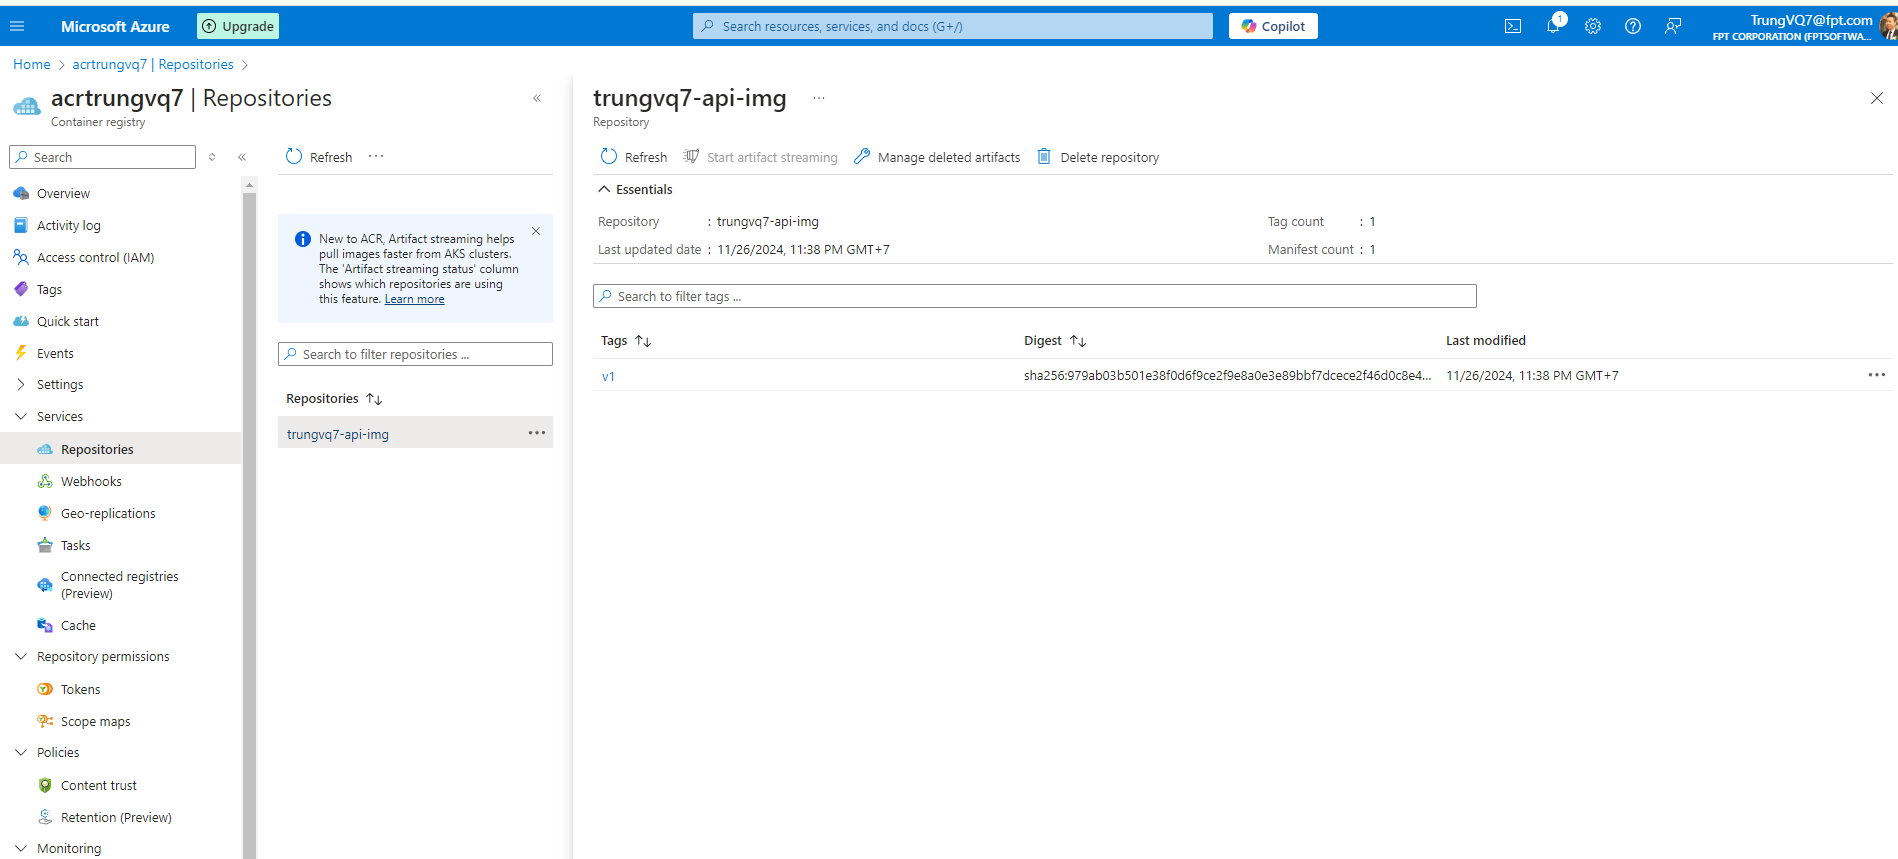 Microsoft Azure
Upgrade
Search resources, services, and docs (G+/)
Copilot
1
TrungVQ7@fpt.com
FPT CORPORATION (FPTSOFTWA...
Home > acrtrungvq7 | Repositories >
acrtrungvq7 | Repositories
Container registry
Search
Overview
Activity log
Access control (IAM)
Tags
Quick start
Events
Settings
Services
Repositories
Webhooks
Geo-replications
Tasks
Connected registries
(Preview)
Cache
Repository permissions
Tokens
Scope maps
Policies
Content trust
Retention (Preview)
Monitoring
Refresh
New to ACR, Artifact streaming helps
pull images faster from AKS clusters.
The 'Artifact streaming status' column
shows which repositories are using
this feature. Learn more
Search to filter repositories ...
Repositories
trungvq7-api-img
trungvq7-api-img
Repository
Refresh
Start artifact streaming
Manage deleted artifacts
Delete repository
Essentials
Repository : trungvq7-api-img
Tag count : 1
Last updated date : 11/26/2024, 11:38 PM GMT+7
Manifest count : 1
Search to filter tags ...
Tags
Digest
Last modified
v1
sha256:979ab03b501e38f0d6f9ce2f9e8a0e3e89bbf7dcece2f46d0c8e4...
11/26/2024, 11:38 PM GMT+7